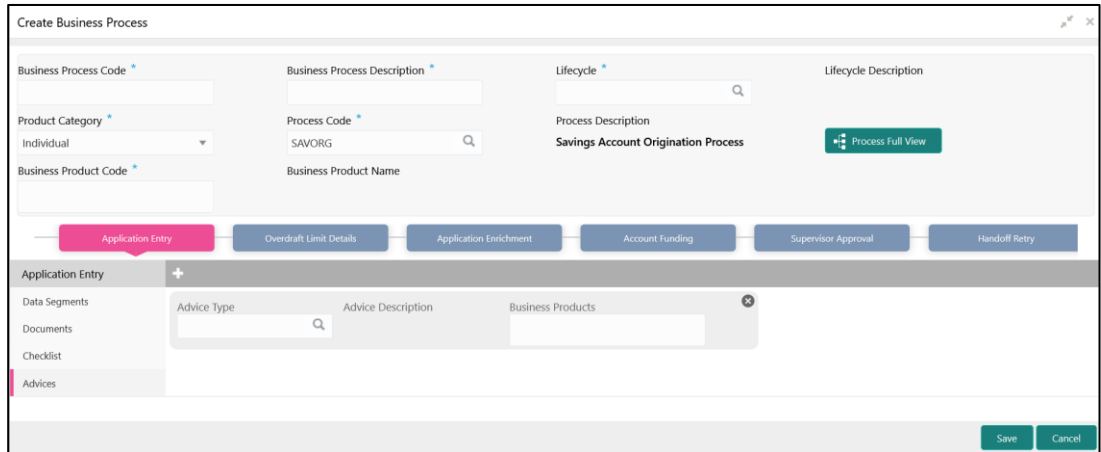 Create Business Process
Business Process Code *
Business Process Description *
Lifecycle *
Lifecycle Description
Product Category *
Process Code *
Process Description
Individual
SAVORG
Savings Account Origination Process
Process Full View
Business Product Code *
Business Product Name
Application Entry
Overdraft Limit Details
Application Enrichment
Account Funding
Supervisor Approval
Handoff Retry
Application Entry
Data Segments
Documents
Checklist
Advices
Advice Type
Advice Description
Business Products
Save
Cancel